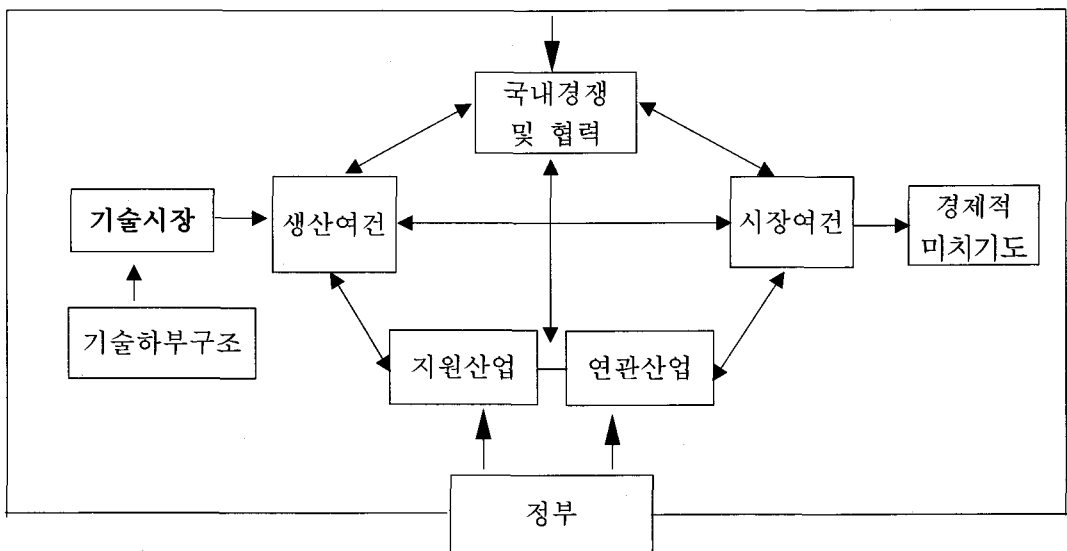 국내경쟁
및 협력
기술시장
생산여건
시장여건
경제적
미치기도
기술하부구조
지원산업
연관산업
정부